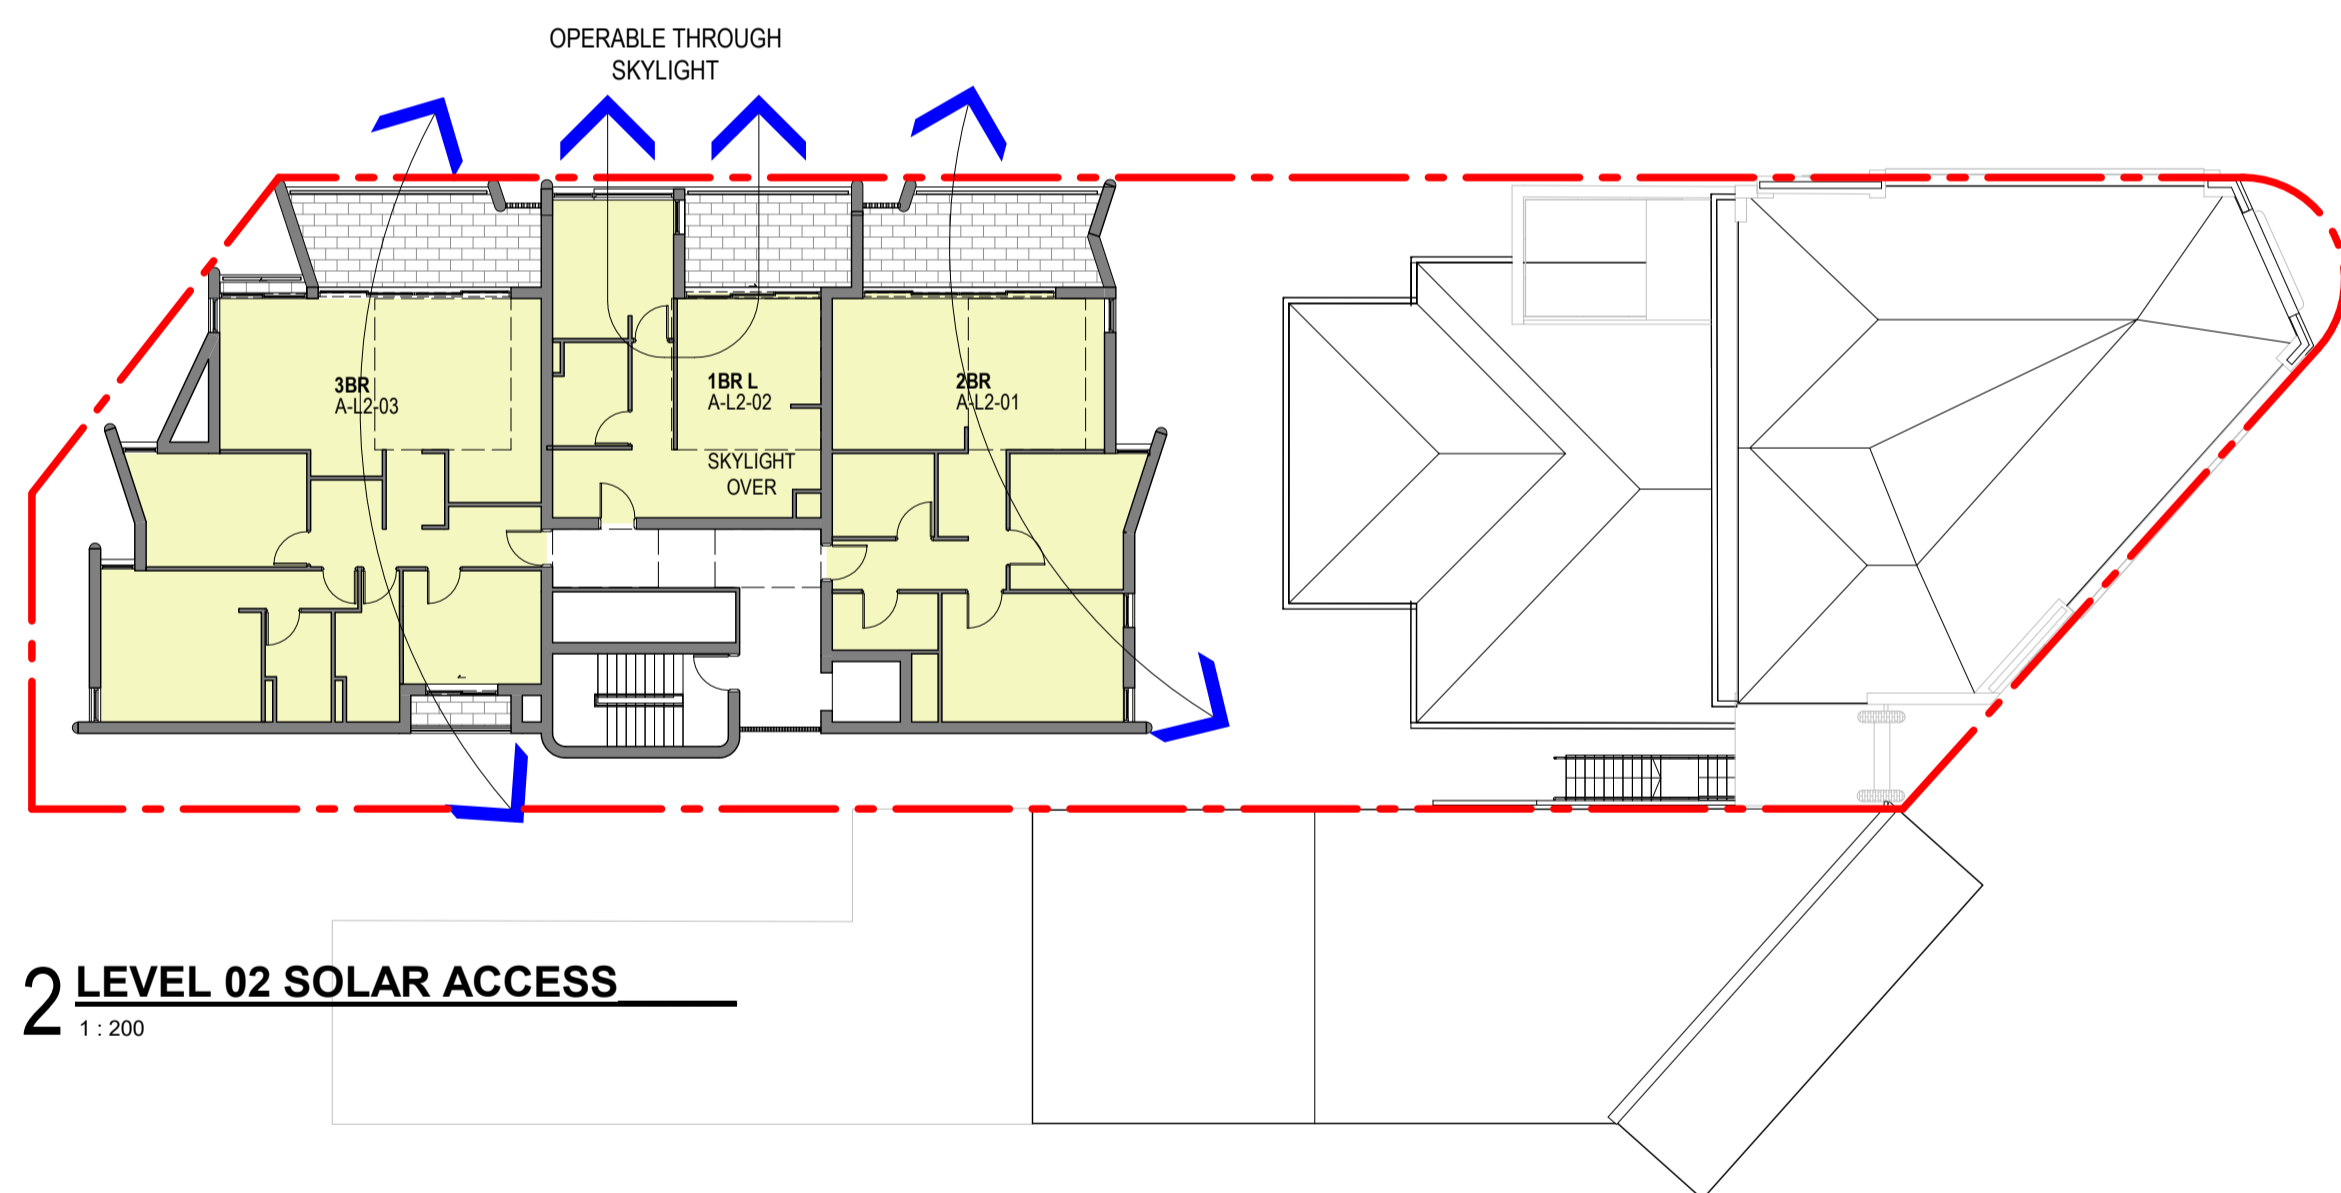 OPERABLE THROUGH
SKYLIGHT
3BR
A-L2-03
1BR L
A-L2-02
2BR
A-L2-01
SKYLIGHT
OVER
2 LEVEL 02 SOLAR ACCESS
1 : 200